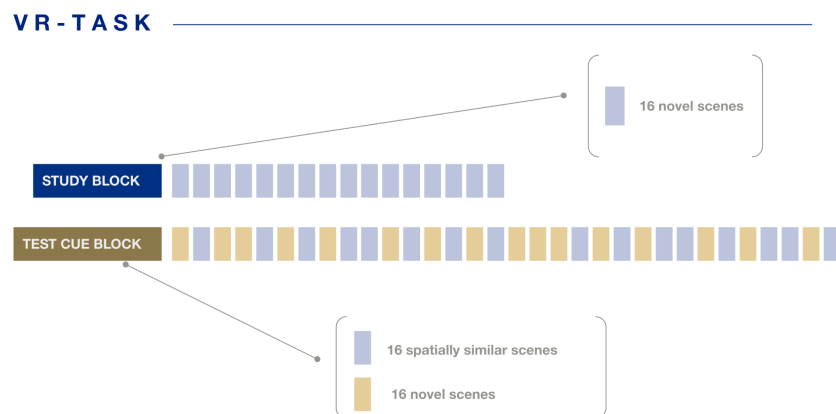 VR-TASK
16 novel scenes
STUDY BLOCK
TEST CUE BLOCK
16 spatially similar scenes
16 novel scenes